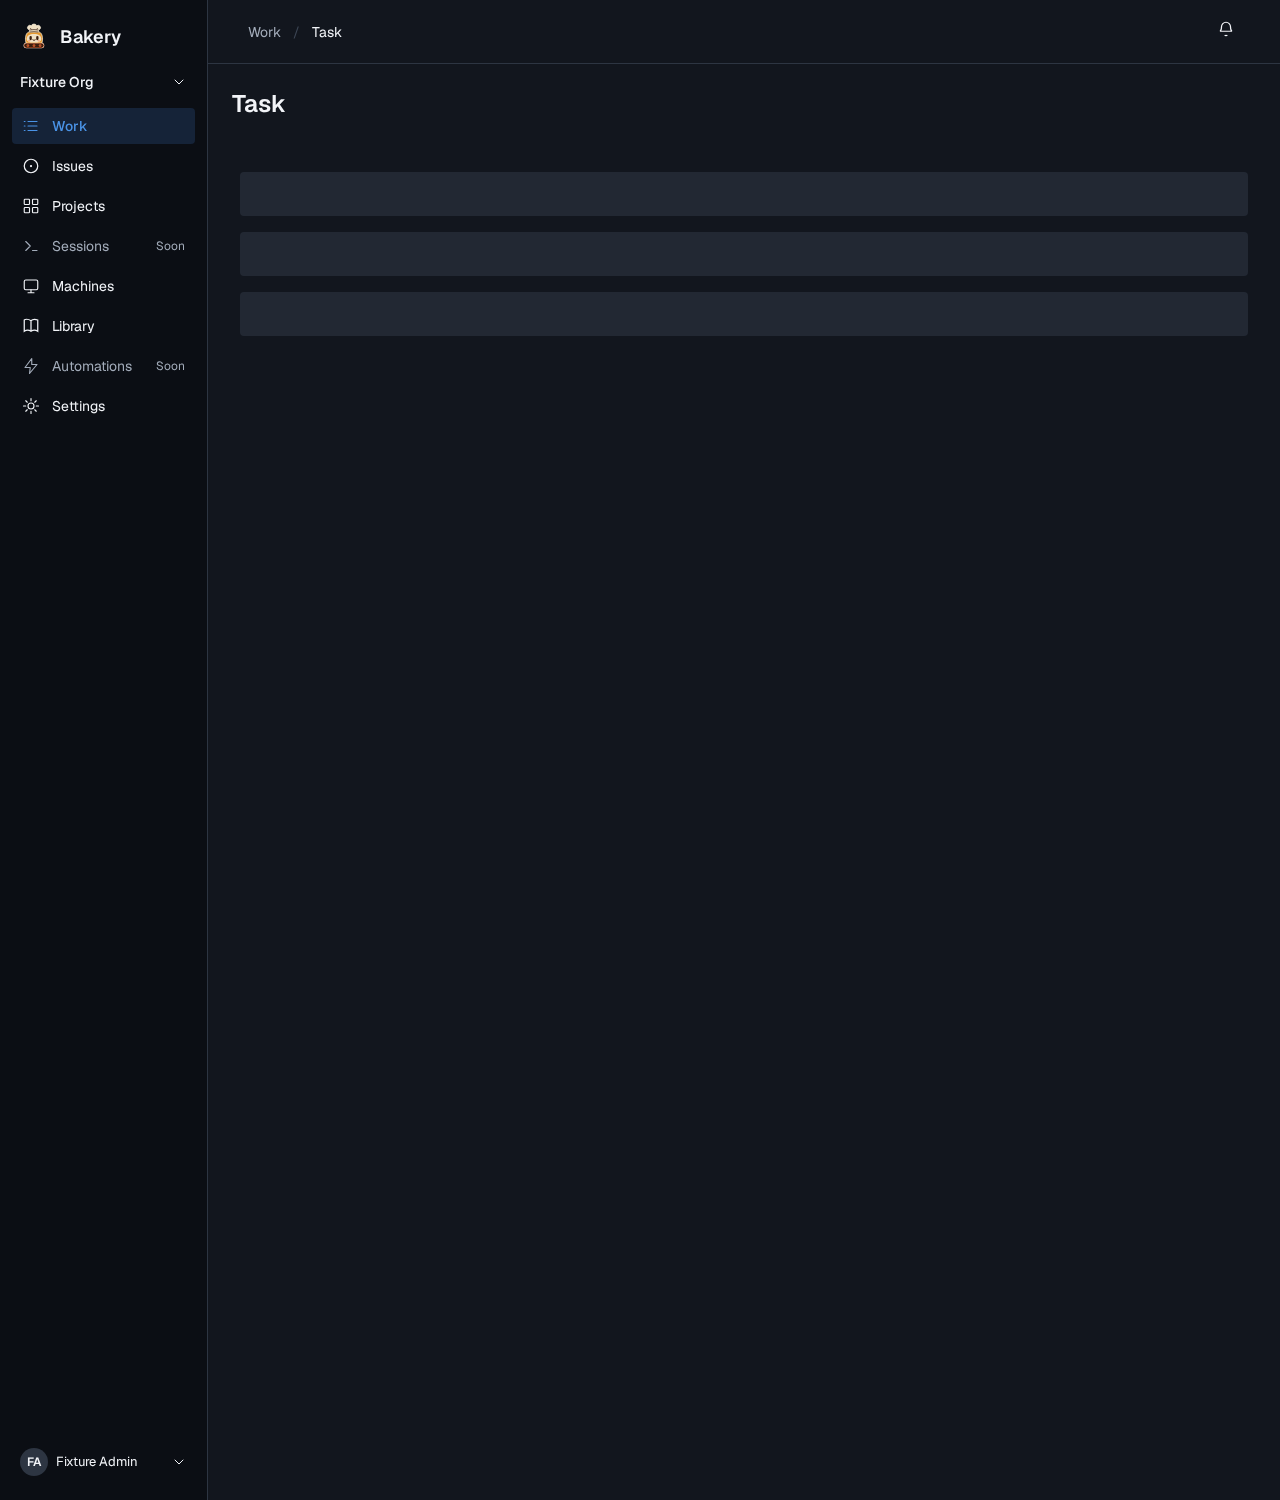 Bakery
Fixture Org
Work
Issues
Projects
Sessions Soon
Machines
Library
Automations Soon
Settings
FA Fixture Admin
Work / Task
Task